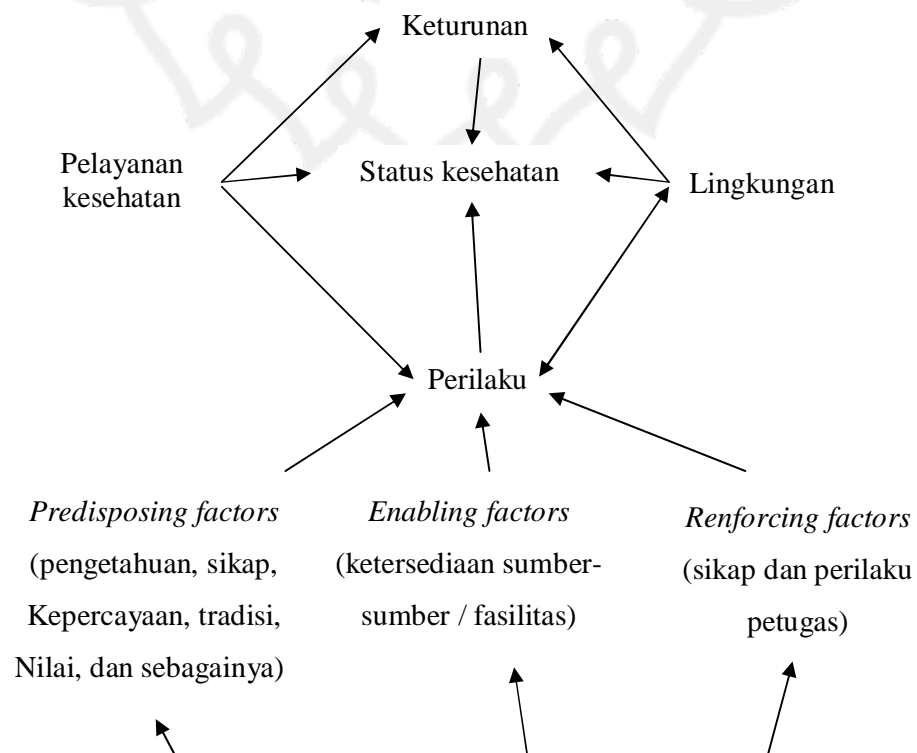 Keturunan
Pelayanan
kesehatan
Status kesehatan
Lingkungan
Perilaku
Predisposing factors
(pengetahuan, sikap,
Kepercayaan, tradisi,
Nilai, dan sebagainya)
Enabling factors
(ketersediaan sumber-
sumber / fasilitas)
Renforcing factors
(sikap dan perilaku
petugas)